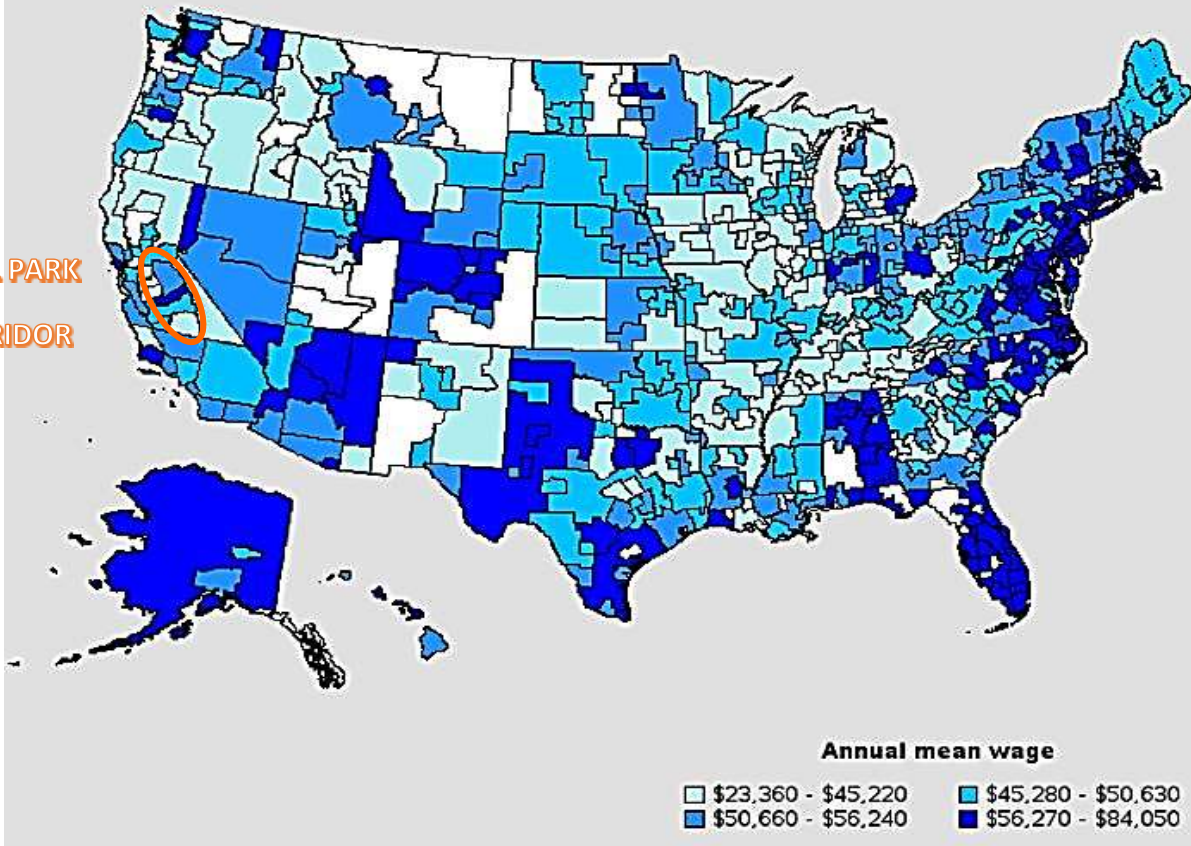 PARK
RIDOR
Annual mean wage
$23,360 - $45,220
$45,280 - $50,630
$50,660 - $56,240
$56,270 - $84,050